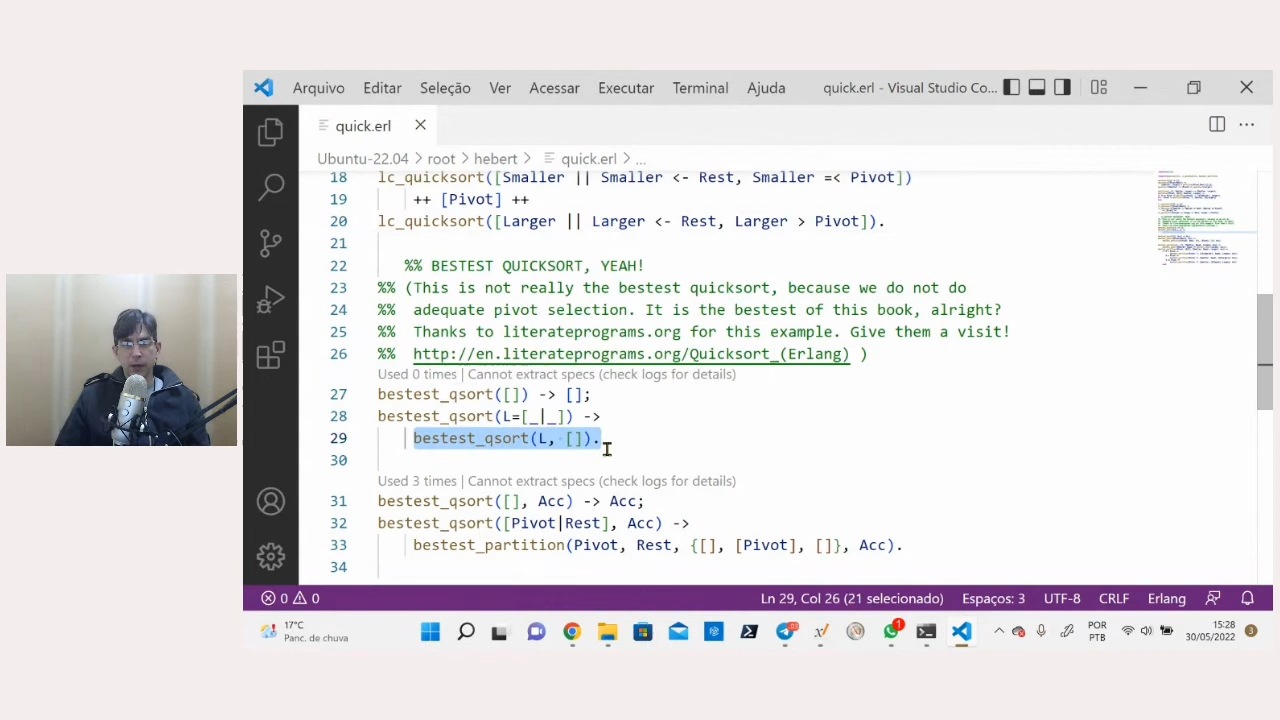 Arquivo Editar Seleção Ver Acessar Executar Terminal Ajuda quick.erl - Visual Studio Co...
quick.erl
Ubuntu-22.04 > root > hebert > quick.erl > ...
18 lc_quicksort([Smaller || Smaller <- Rest, Smaller =< Pivot])
19 ++ [Pivot] ++
20 lc_quicksort([Larger || Larger <- Rest, Larger > Pivot]).
21
22 %% BESTEST QUICKSORT, YEAH!
23 %% (This is not really the bestest quicksort, because we do not do
24 %% adequate pivot selection. It is the bestest of this book, alright?
25 %% Thanks to literateprograms.org for this example. Give them a visit!
26 %% http://en.literateprograms.org/Quicksort_(Erlang) )
Used 0 times | Cannot extract specs (check logs for details)
27 bestest_qsort([]) -> [];
28 bestest_qsort(L=[_|_]) ->
29 bestest_qsort(L, []).
30
Used 3 times | Cannot extract specs (check logs for details)
31 bestest_qsort([], Acc) -> Acc;
32 bestest_qsort([Pivot|Rest], Acc) ->
33 bestest_partition(Pivot, Rest, {[], [Pivot], []}, Acc).
34
0 0 Ln 29, Col 26 (21 selecionado) Espaços: 3 UTF-8 CRLF Erlang
17°C
Panc. de chuva
POR
PTB
15:28
30/05/2022
3
1